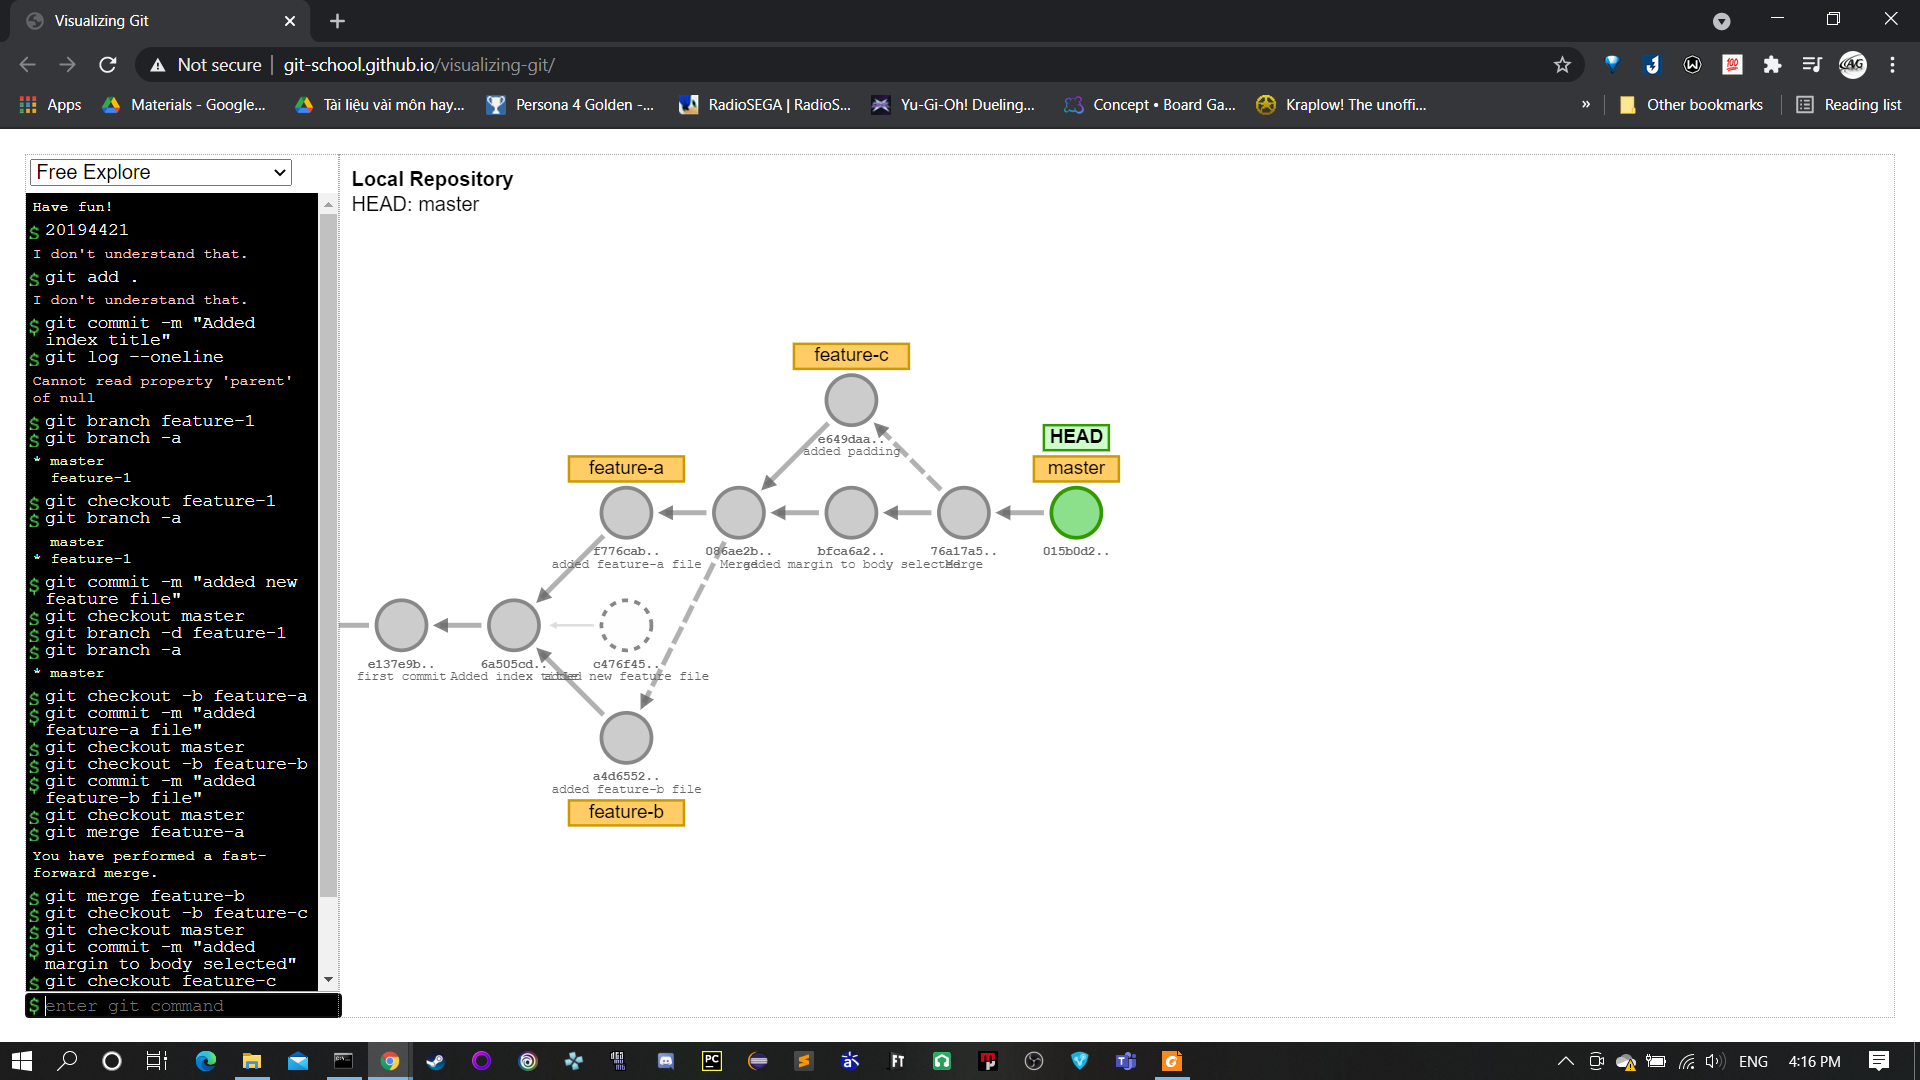 Visualizing Git
Not secure
git-school.github.io/visualizing-git/
Apps
Materials - Google...
Tài liệu vài môn hay...
Persona 4 Golden -...
RadioSEGA | RadioS...
Yu-Gi-Oh! Dueling...
Concept • Board Ga...
Kraplow! The unoffi...
»
Other bookmarks
Reading list
Free Explore
Have fun!
$ 20194421
I don't understand that.
$ git add .
I don't understand that.
$ git commit -m "Added
index title"
$ git log --oneline
Cannot read property 'parent'
of null
$ git branch feature-1
$ git branch -a
* master
feature-1
$ git checkout feature-1
$ git branch -a
master
* feature-1
$ git commit -m "added new
feature file"
$ git checkout master
$ git branch -d feature-1
$ git branch -a
* master
$ git checkout -b feature-a
$ git commit -m "added
feature-a file"
$ git checkout master
$ git checkout -b feature-b
$ git commit -m "added
feature-b file"
$ git checkout master
$ git merge feature-a
You have performed a fast-
forward merge.
$ git merge feature-b
$ git checkout -b feature-c
$ git checkout master
$ git commit -m "added
margin to body selected"
$ git checkout feature-c
$ enter git command
Local Repository
HEAD: master
feature-c
e649daa..
added padding
HEAD
feature-a
master
f776cab..
added feature-a file
086ae2b..
Merge
bfca6a2..
added margin to body selected
76a17a5..
Merge
015b0d2..
e137e9b..
first commit
6a505cd..
Added index title
c476f45..
added new feature file
a4d6552..
added feature-b file
feature-b
ENG
4:16 PM